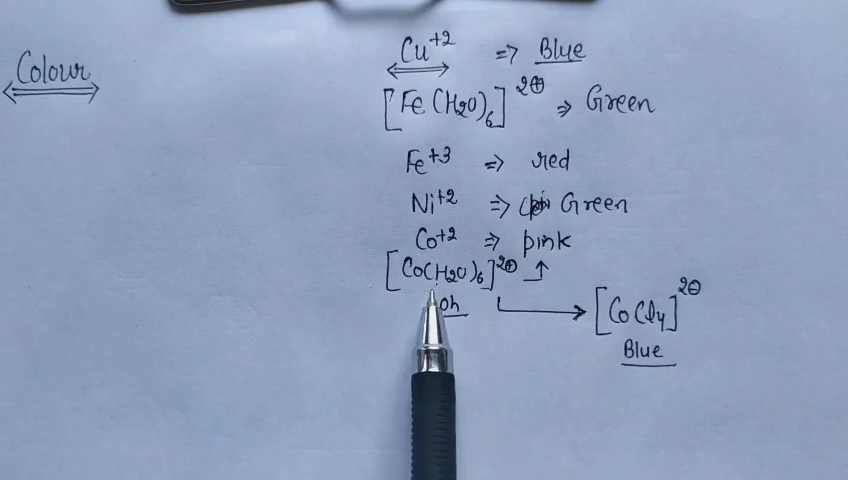 Colour
Cu+2 => Blue
[Fe(H2O)6]2⊕ => Green
Fe+3 => red
Ni+2 => Green
Co+2 => pink
[Co(H2O)6]2⊕ ↑
oh → [CoCl4]2⊖
Blue